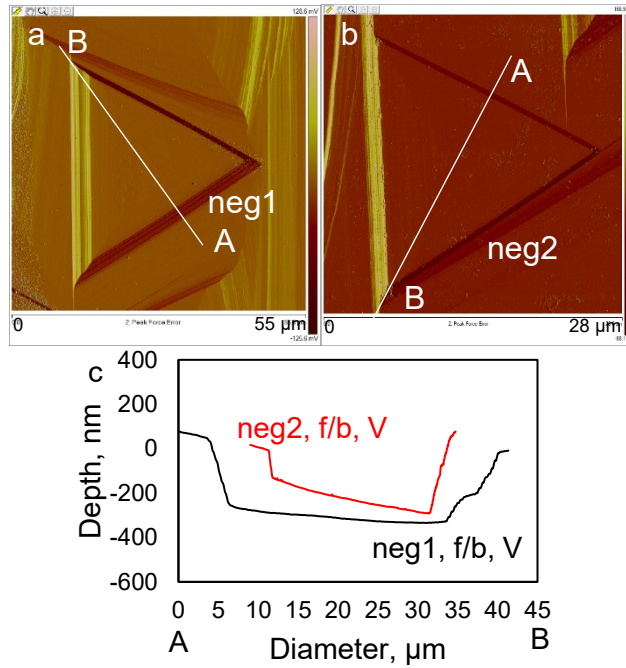 128.6 mV
a
B
neg1
A
0
2. Peak Force Error
55 µm
-125.6 mV
b
A
neg2
B
0
2. Peak Force Error
28 µm
c
400
200
0
-200
-400
-600
Depth, nm
neg2, f/b, V
neg1, f/b, V
0 5 10 15 20 25 30 35 40 45
A Diameter, µm B